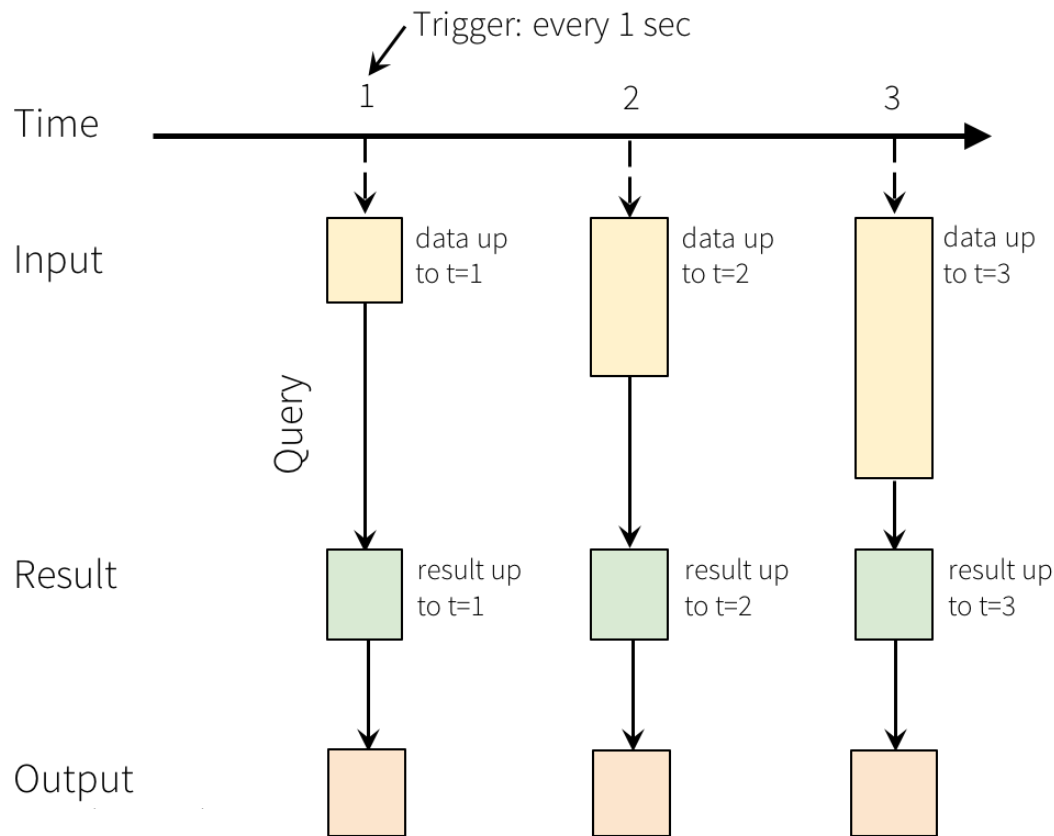 Trigger: every 1 sec
1
2
3
Time
Input
data up
to t=1
data up
to t=2
data up
to t=3
Query
Result
result up
to t=1
result up
to t=2
result up
to t=3
Output